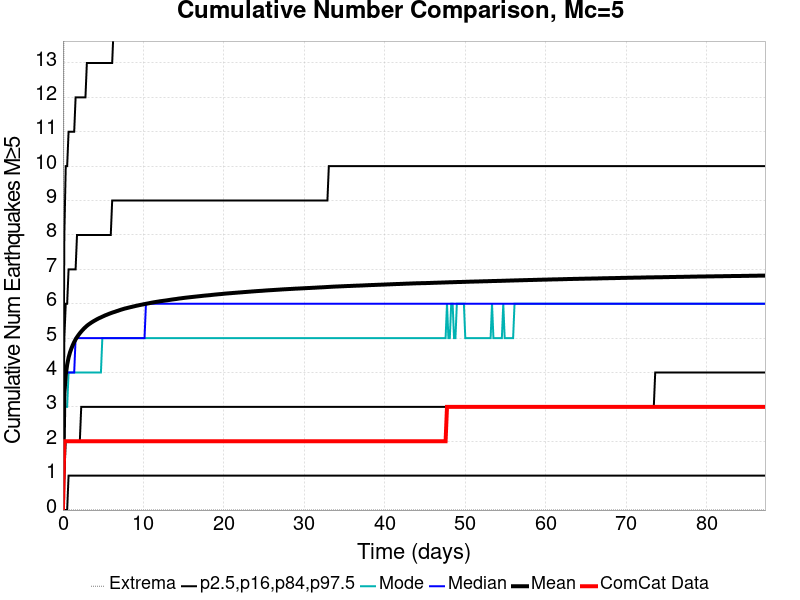 Cumulative Number Comparison, Mc=5
Cumulative Num Earthquakes M≥5
13
12
11
10
9
8
7
6
5
4
3
2
1
0
0 10 20 30 40 50 60 70 80
Time (days)
Extrema p2.5,p16,p84,p97.5 Mode Median Mean ComCat Data